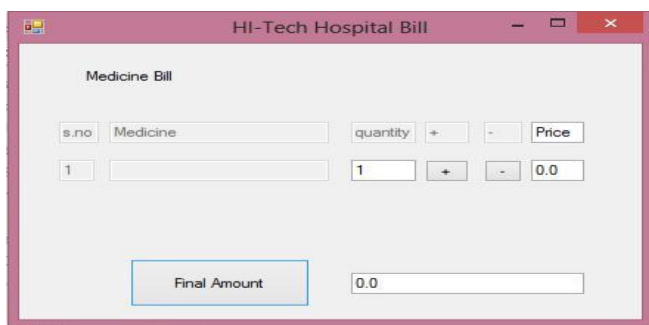 HI-Tech Hospital Bill
Medicine Bill
s.no Medicine quantity + - Price
1 1 + - 0.0
Final Amount 0.0